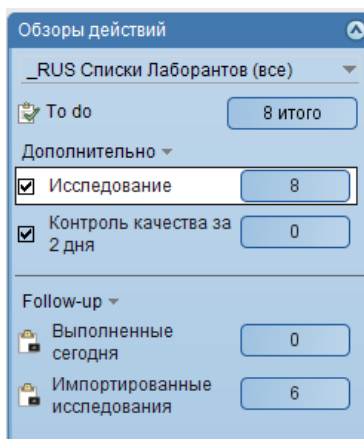 Обзоры действий
_RUS Списки Лаборантов (все)
To do
8 итого
Дополнительно
Исследование
8
Контроль качества за
2 дня
0
Follow-up
Выполненные
сегодня
0
Импортированные
исследования
6